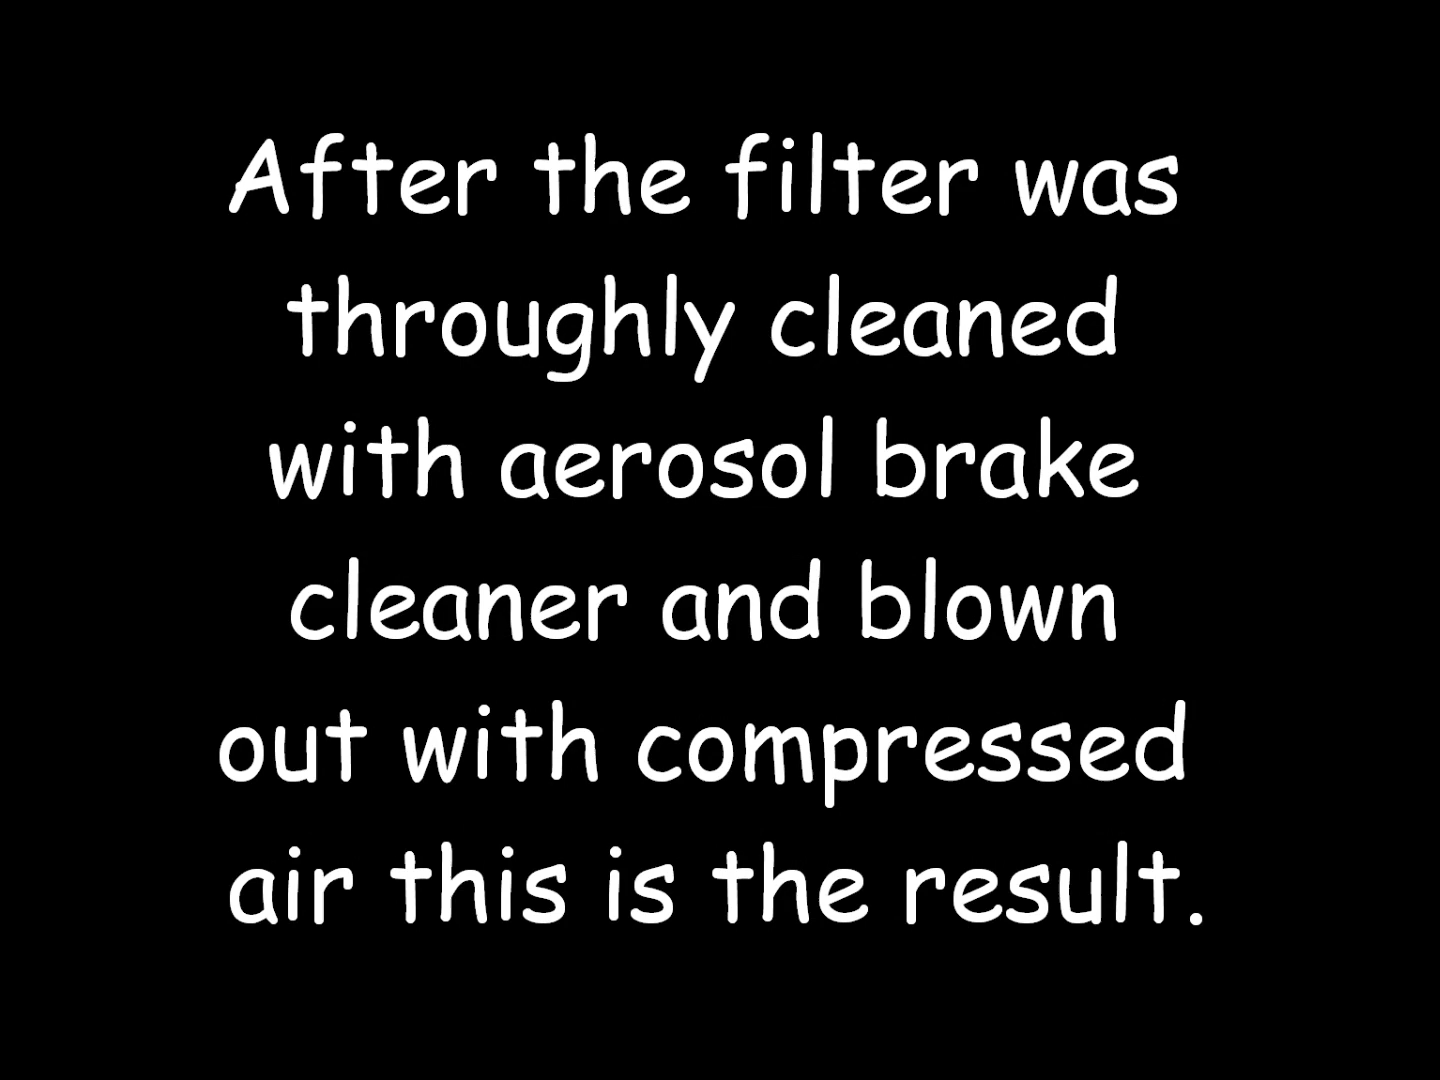 After the filter was
throughly cleaned
with aerosol brake
cleaner and blown
out with compressed
air this is the result.